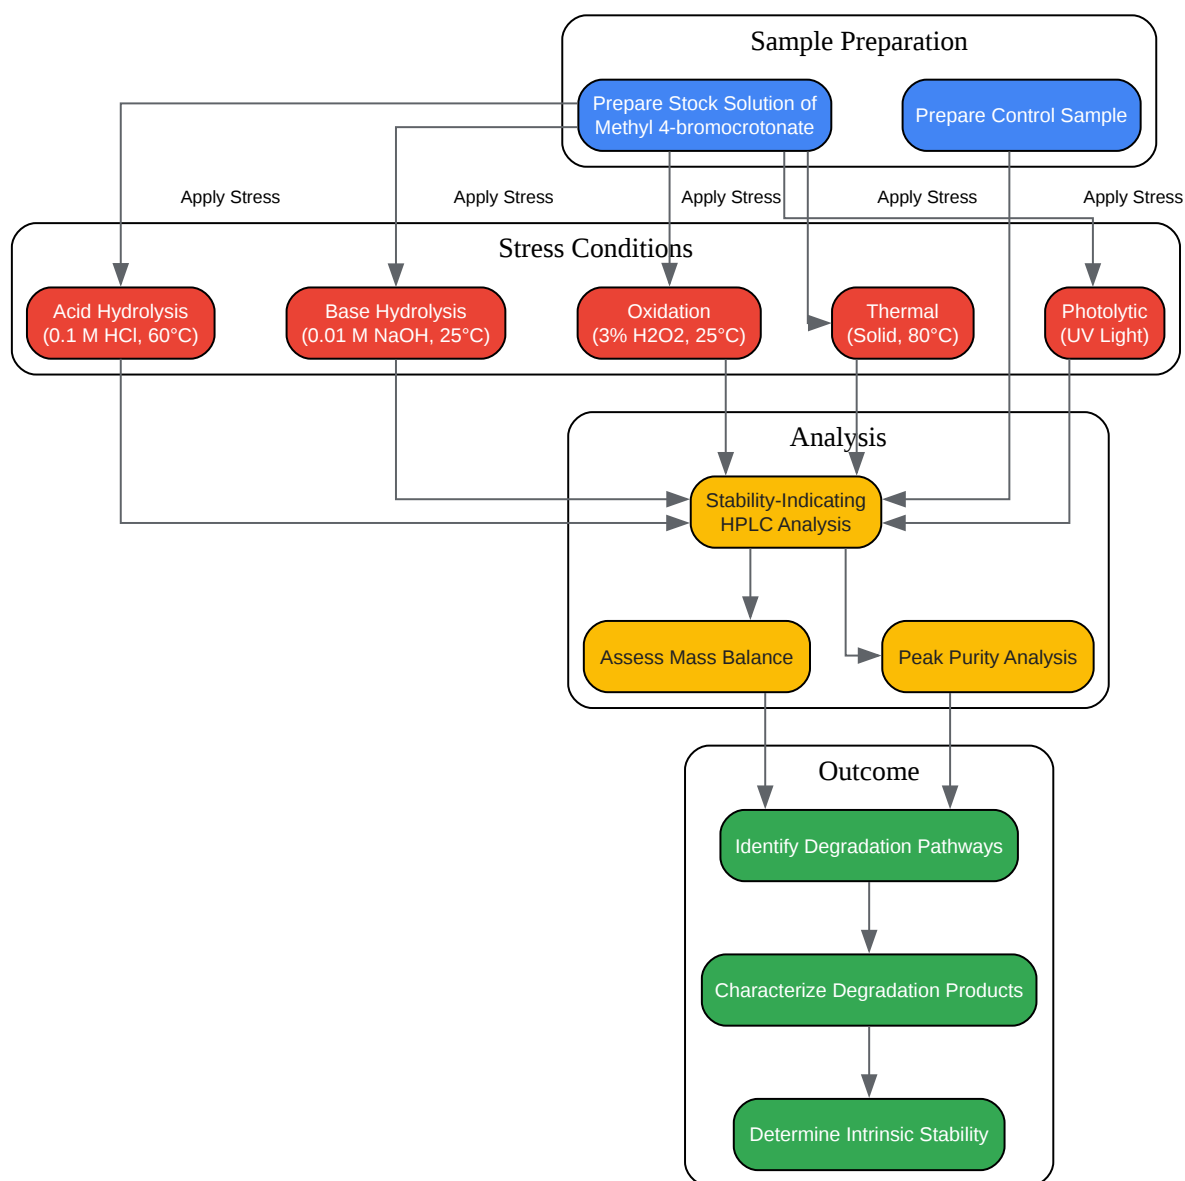 Sample Preparation
Prepare Stock Solution of
Methyl 4-bromocrotonate
Prepare Control Sample
Apply Stress
Apply Stress
Apply Stress
Apply Stress
Apply Stress
Stress Conditions
Acid Hydrolysis
(0.1 M HCl, 60°C)
Base Hydrolysis
(0.01 M NaOH, 25°C)
Oxidation
(3% H2O2, 25°C)
Thermal
(Solid, 80°C)
Photolytic
(UV Light)
Analysis
Stability-Indicating
HPLC Analysis
Assess Mass Balance
Peak Purity Analysis
Outcome
Identify Degradation Pathways
Characterize Degradation Products
Determine Intrinsic Stability